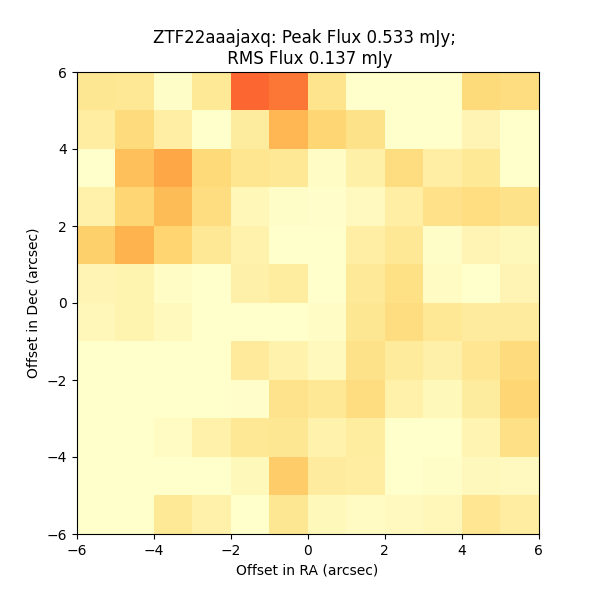 ZTF22aaajaxq: Peak Flux 0.533 mJy;
RMS Flux 0.137 mJy
6
4
2
0
−2
−4
−6
Offset in Dec (arcsec)
−6 −4 −2 0 2 4 6
Offset in RA (arcsec)